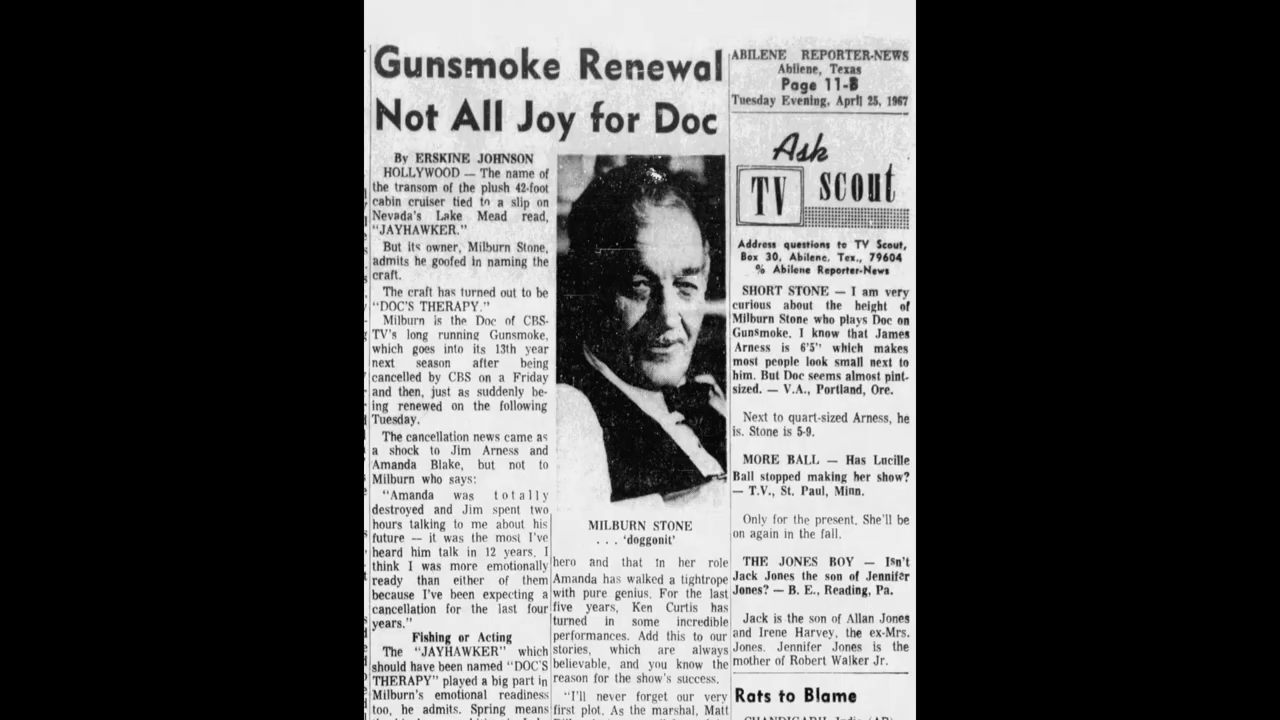 Gunsmoke Renewal
Not All Joy for Doc
By ERSKINE JOHNSON
HOLLYWOOD — The name of
the transom of the plush 42-foot
cabin cruiser tied to a slip on
Nevada's Lake Mead read,
"JAYHAWKER."
But its owner, Milburn Stone,
admits he goofed in naming the
craft.
The craft has turned out to be
"DOC'S THERAPY."
Milburn is the Doc of CBS-
TV's long running Gunsmoke,
which goes into its 13th year
next season after being
cancelled by CBS on a Friday
and then, just as suddenly be-
ing renewed on the following
Tuesday.
The cancellation news came as
a shock to Jim Arness and
Amanda Blake, but not to
Milburn who says:
"Amanda was totally
destroyed and Jim spent two
hours talking to me about his
future — it was the most I've
heard him talk in 12 years. I
think I was more emotionally
ready than either of them
because I've been expecting a
cancellation for the last four
years."
Fishing or Acting
The "JAYHAWKER" which
should have been named "DOC'S
THERAPY" played a big part in
Milburn's emotional readiness
too, he admits. Spring means
MILBURN STONE
. . . 'doggonit'
hero and that in her role
Amanda has walked a tightrope
with pure genius. For the last
five years, Ken Curtis has
turned in some incredible
performances. Add this to our
stories, which are always
believable, and you know the
reason for the show's success.
"I'll never forget our very
first plot. As the marshal, Matt
ABILENE REPORTER-NEWS
Abilene, Texas
Page 11-B
Tuesday Evening, April 25, 1967
Ask
TV scout
Address questions to TV Scout,
Box 30, Abilene, Tex., 79604
% Abilene Reporter-News
SHORT STONE — I am very
curious about the height of
Milburn Stone who plays Doc on
Gunsmoke. I know that James
Arness is 6'5" which makes
most people look small next to
him. But Doc seems almost pint-
sized. — V.A., Portland, Ore.
Next to quart-sized Arness, he
is. Stone is 5-9.
MORE BALL — Has Lucille
Ball stopped making her show?
— T.V., St. Paul, Minn.
Only for the present. She'll be
on again in the fall.
THE JONES BOY — Isn't
Jack Jones the son of Jennifer
Jones? — B. E., Reading, Pa.
Jack is the son of Allan Jones
and Irene Harvey, the ex-Mrs.
Jones. Jennifer Jones is the
mother of Robert Walker Jr.
Rats to Blame